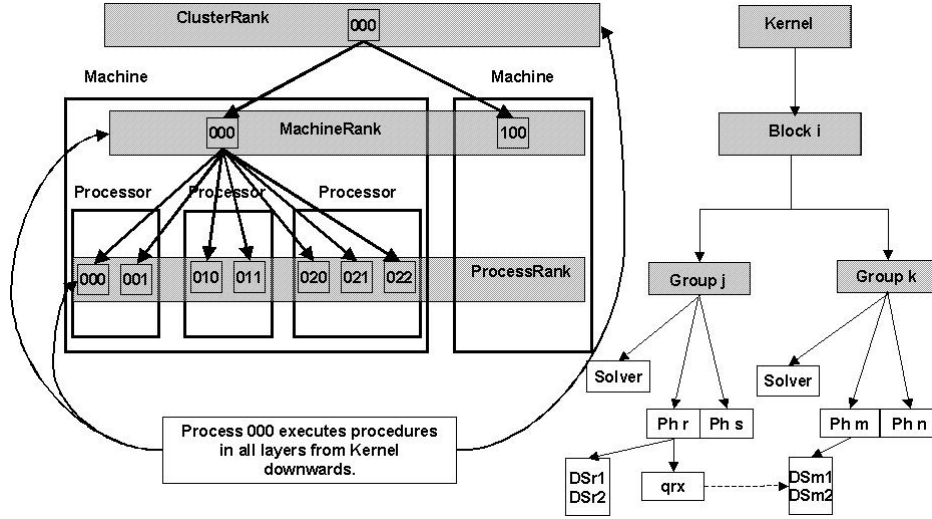 ClusterRank
000
Kernel
Machine
Machine
000
MachineRank
100
Block i
Processor
Processor
Processor
000
001
010
011
020
021
022
ProcessRank
Group j
Group k
Solver
Solver
Ph r
Ph s
Ph m
Ph n
Process 000 executes procedures
in all layers from Kernel
downwards.
DSr1
DSr2
qrx
DSm1
DSm2